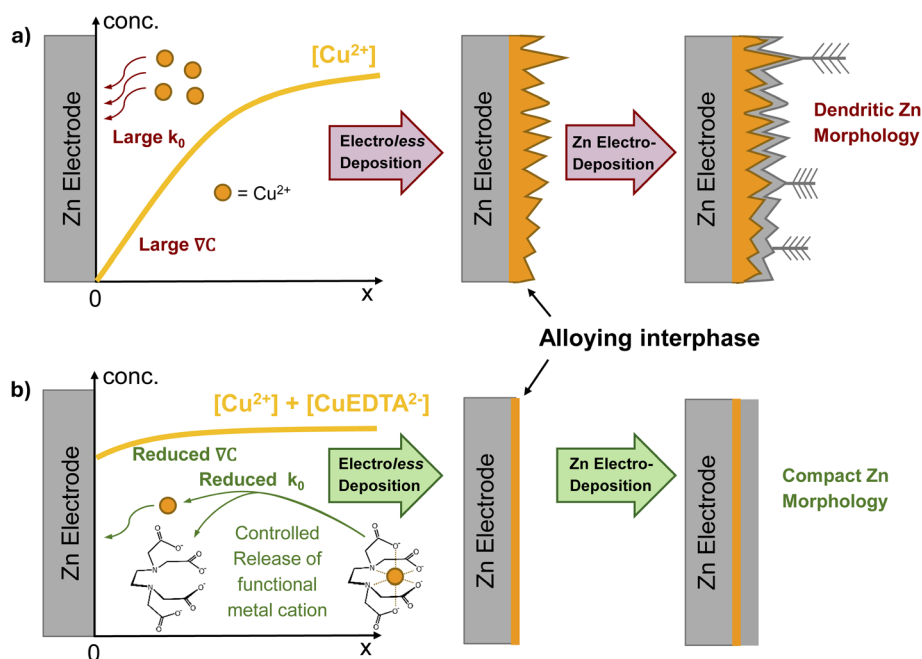 a)
conc.
[Cu²⁺]
Zn Electrode
Large k₀
= Cu²⁺
Large ∇C
0
x
Electroless
Deposition
Zn Electrode
Zn Electro-
Deposition
Zn Electrode
Dendritic Zn
Morphology
Alloying interphase
b)
conc.
[Cu²⁺] + [CuEDTA²⁻]
Zn Electrode
Reduced ∇C
Reduced k₀
Controlled
Release of
functional
metal cation
O
O⁻
O
O⁻
N
N
O
O⁻
O
O⁻
O
O⁻
O
O⁻
N
N
O
O⁻
O
O⁻
0
x
Electroless
Deposition
Zn Electrode
Zn Electro-
Deposition
Zn Electrode
Compact Zn
Morphology